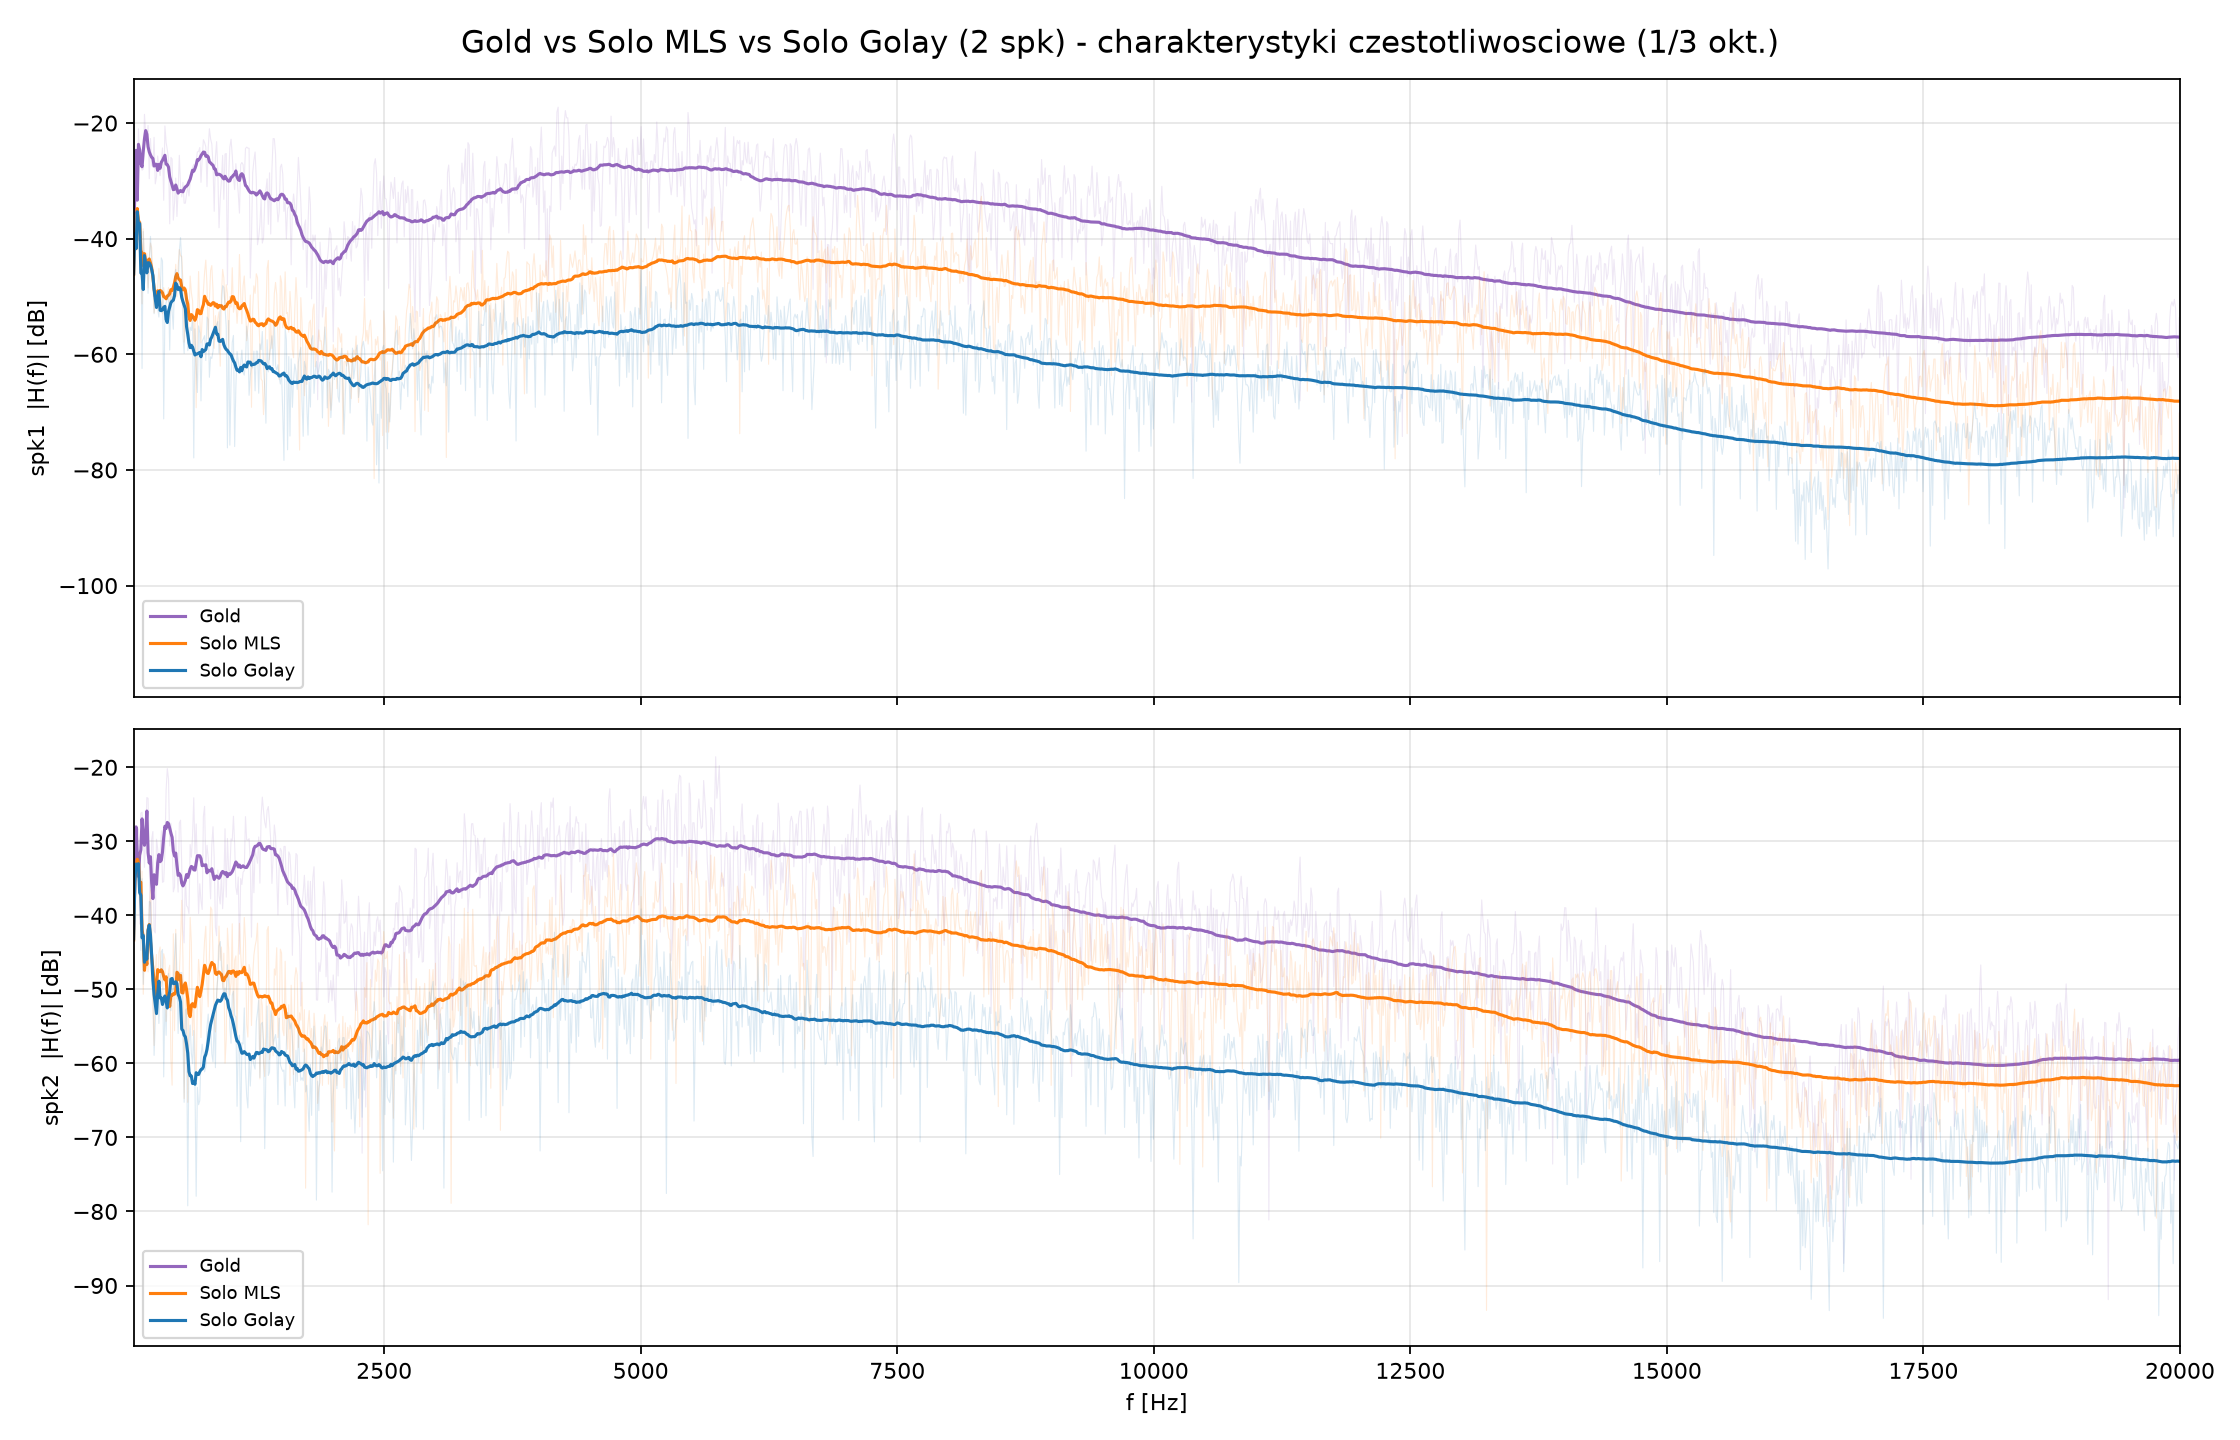 Gold vs Solo MLS vs Solo Golay (2 spk) - charakterystyki czestotliwosciowe (1/3 okt.)
spk1 |H(f)| [dB]
−20
−40
−60
−80
−100
Gold
Solo MLS
Solo Golay
spk2 |H(f)| [dB]
−20
−30
−40
−50
−60
−70
−80
−90
Gold
Solo MLS
Solo Golay
2500 5000 7500 10000 12500 15000 17500 20000
f [Hz]